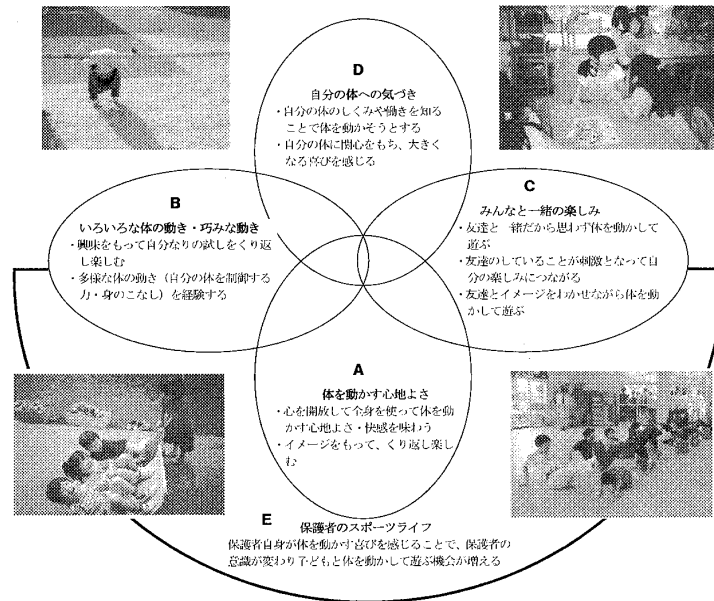 D
自分の体への気づき
・自分の体のしくみや働きを知る
ことで体を動かそうとする
・自分の体に関心をもち、大きく
なる喜びを感じる
B
いろいろな体の動き・巧みな動き
・興味をもって自分なりの試しをくり返
し楽しむ
・多様な体の動き（自分の体を制御する
力・身のこなし）を経験する
C
みんなと一緒の楽しみ
・友達と一緒だから思わず体を動かして
遊ぶ
・友達のしていることが刺激となって自
分の楽しみにつながる
・友達とイメージをわかせながら体を動
かして遊ぶ
A
体を動かす心地よさ
・心を開放して全身を使って体を動
かす心地よさ・快感を味わう
・イメージをもって、くり返し楽し
む
E
保護者のスポーツライフ
保護者自身が体を動かす喜びを感じることで、保護者の
意識が変わり子どもと体を動かして遊ぶ機会が増える